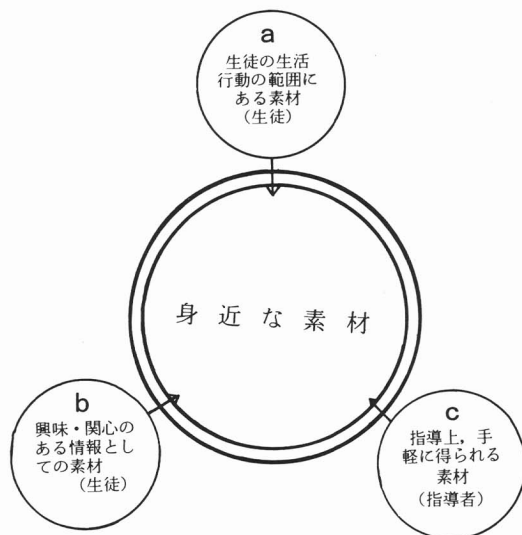 a
生徒の生活
行動の範囲に
ある素材
(生徒)
身近な素材
b
興味・関心の
ある情報とし
ての素材
(生徒)
c
指導上，手
軽に得られる
素材
(指導者)